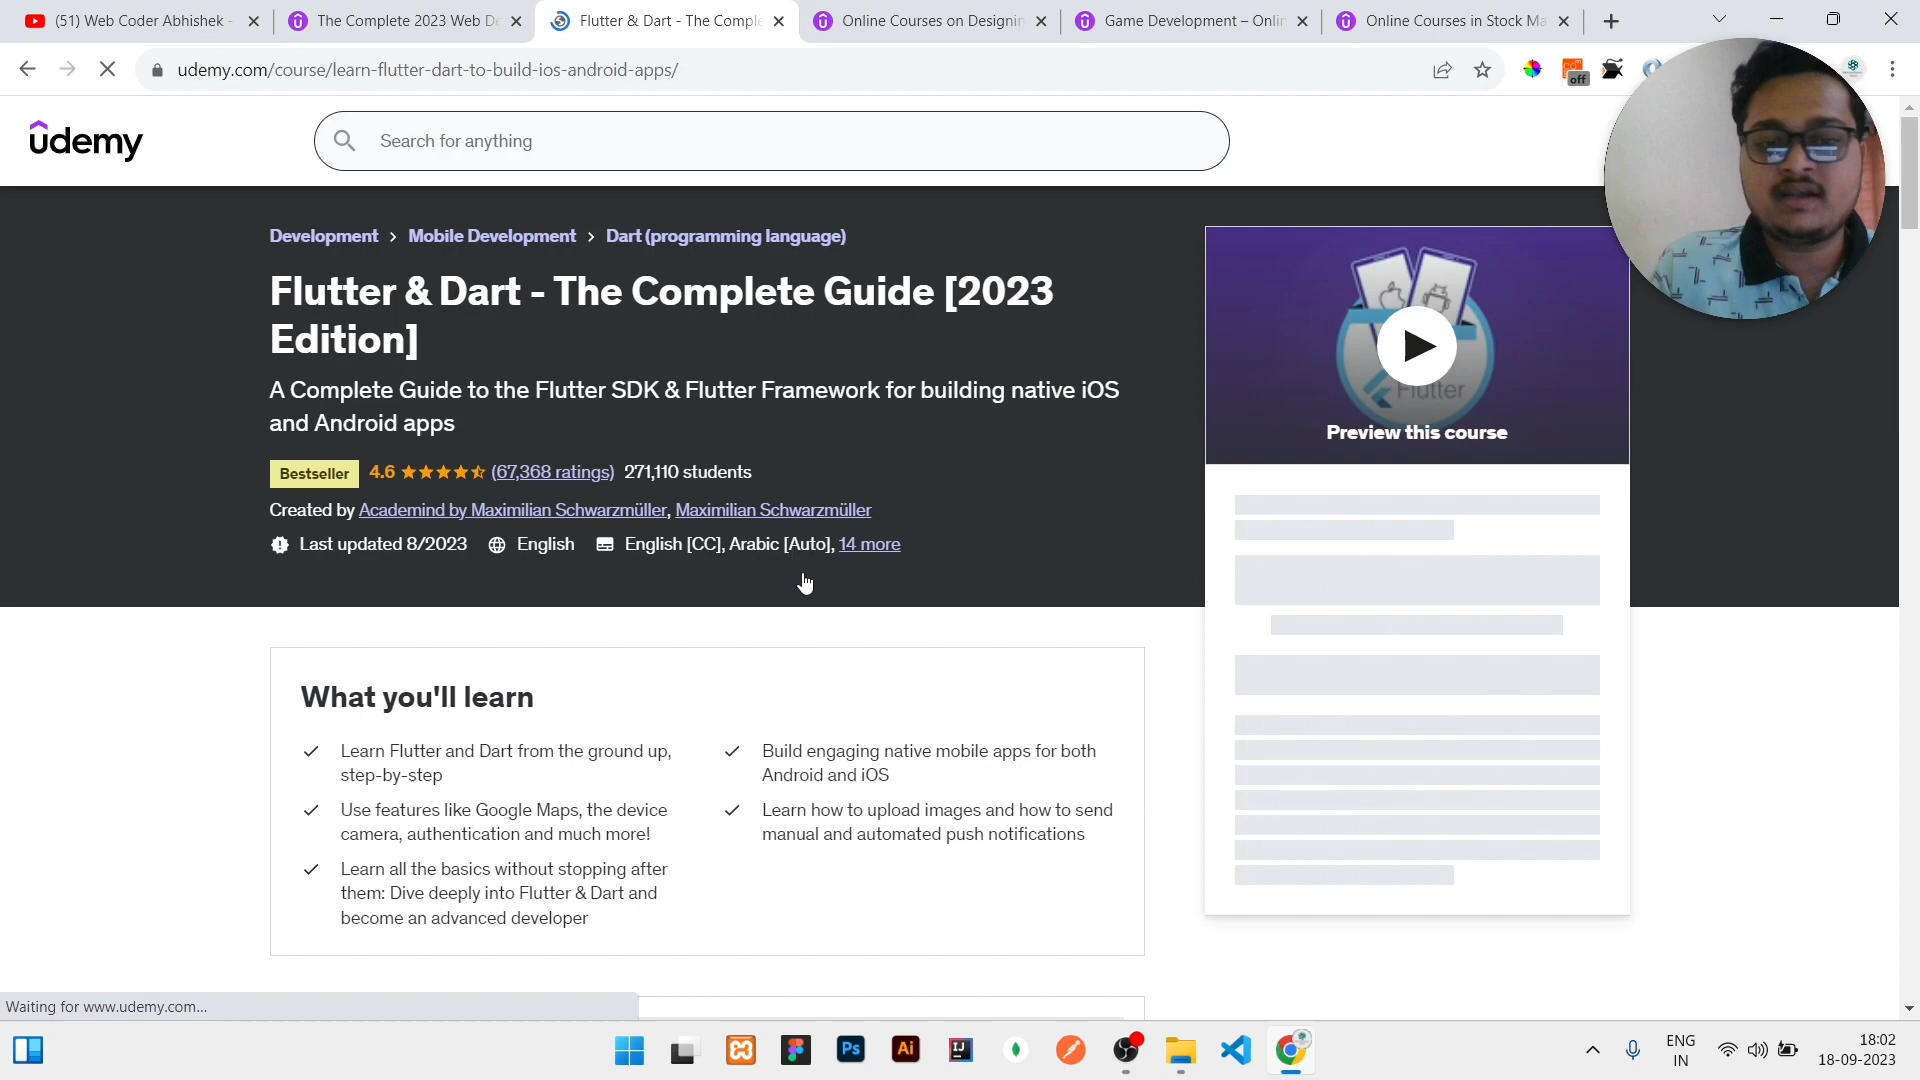 (51) Web Coder Abhishek -
The Complete 2023 Web De
Flutter & Dart - The Comple
Online Courses on Designin
Game Development – Onlin
Online Courses in Stock Ma
udemy.com/course/learn-flutter-dart-to-build-ios-android-apps/
off
udemy
Search for anything
Development > Mobile Development > Dart (programming language)
Flutter & Dart - The Complete Guide [2023
Edition]
A Complete Guide to the Flutter SDK & Flutter Framework for building native iOS
and Android apps
Bestseller 4.6 (67,368 ratings) 271,110 students
Created by Academind by Maximilian Schwarzmüller, Maximilian Schwarzmüller
Last updated 8/2023 English English [CC], Arabic [Auto], 14 more
Flutter
Preview this course
What you'll learn
Learn Flutter and Dart from the ground up,
step-by-step
Build engaging native mobile apps for both
Android and iOS
Use features like Google Maps, the device
camera, authentication and much more!
Learn how to upload images and how to send
manual and automated push notifications
Learn all the basics without stopping after
them: Dive deeply into Flutter & Dart and
become an advanced developer
Waiting for www.udemy.com...
Ps
Ai
IJ
ENG
IN
18:02
18-09-2023